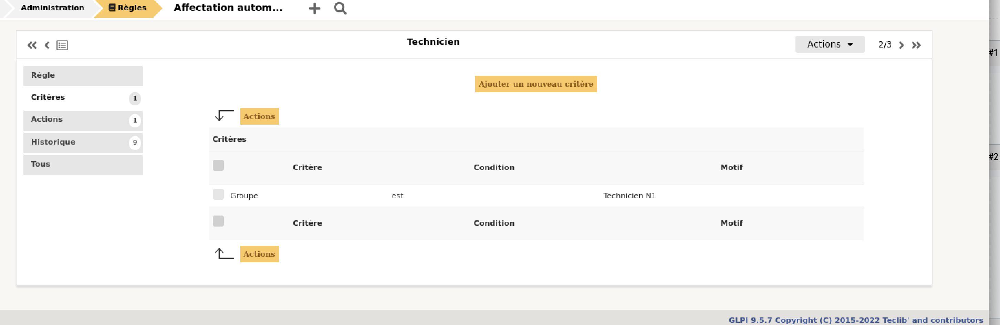 Administration Règles Affectation autom...
Technicien Actions 2/3
#1
Règle
Ajouter un nouveau critère
Critères 1
Actions 1
Actions
Historique 9
Critères
#2
Tous
Critère Condition Motif
Groupe est Technicien N1
Critère Condition Motif
Actions
GLPI 9.5.7 Copyright (C) 2015-2022 Teclib' and contributors